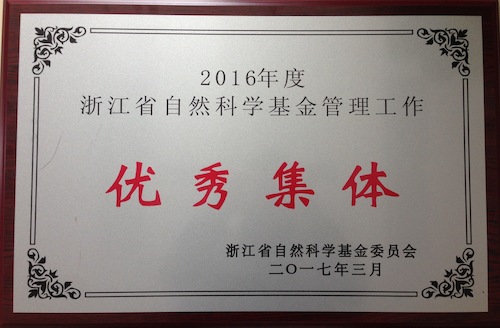 2016年度
浙江省自然科学基金管理工作
优秀集体
浙江省自然科学基金委员会
二〇一七年三月